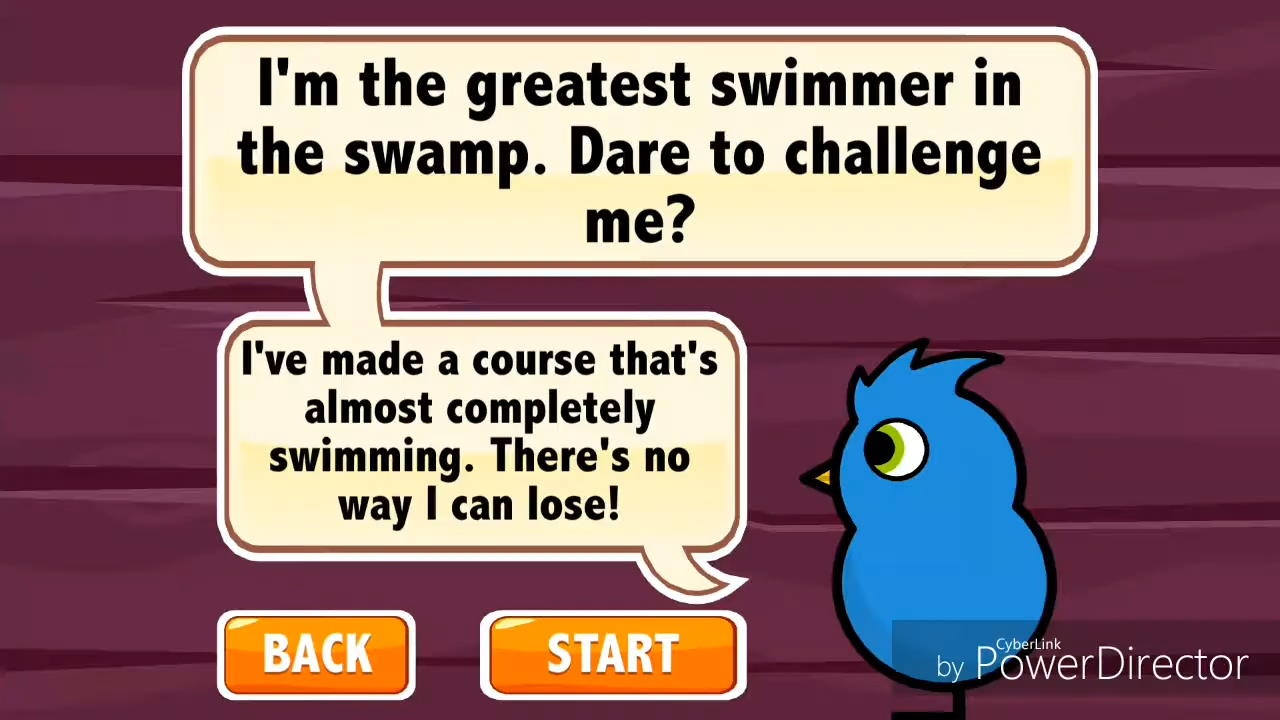 I'm the greatest swimmer in
the swamp. Dare to challenge
me?
I've made a course that's
almost completely
swimming. There's no
way I can lose!
BACK
START
CyberLink
by PowerDirector